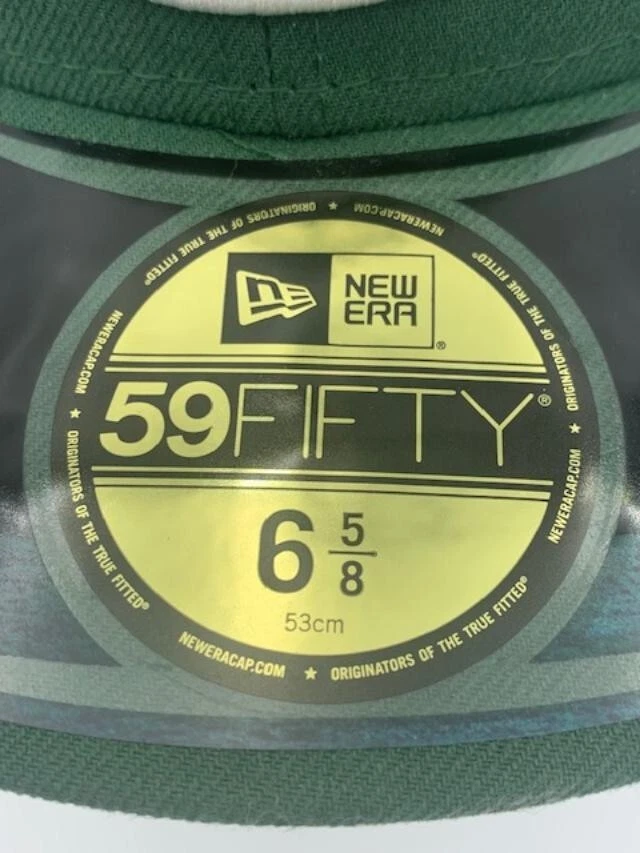 NEW
ERA
®
59FIFTY®
6 5/8
53cm
NEWERACAP.COM ★ ORIGINATORS OF THE TRUE FITTED®
NEWERACAP.COM ★ ORIGINATORS OF THE TRUE FITTED®
NEWERACAP.COM ★ ORIGINATORS OF THE TRUE FITTED®
NEWERACAP.COM ★ ORIGINATORS OF THE TRUE FITTED®